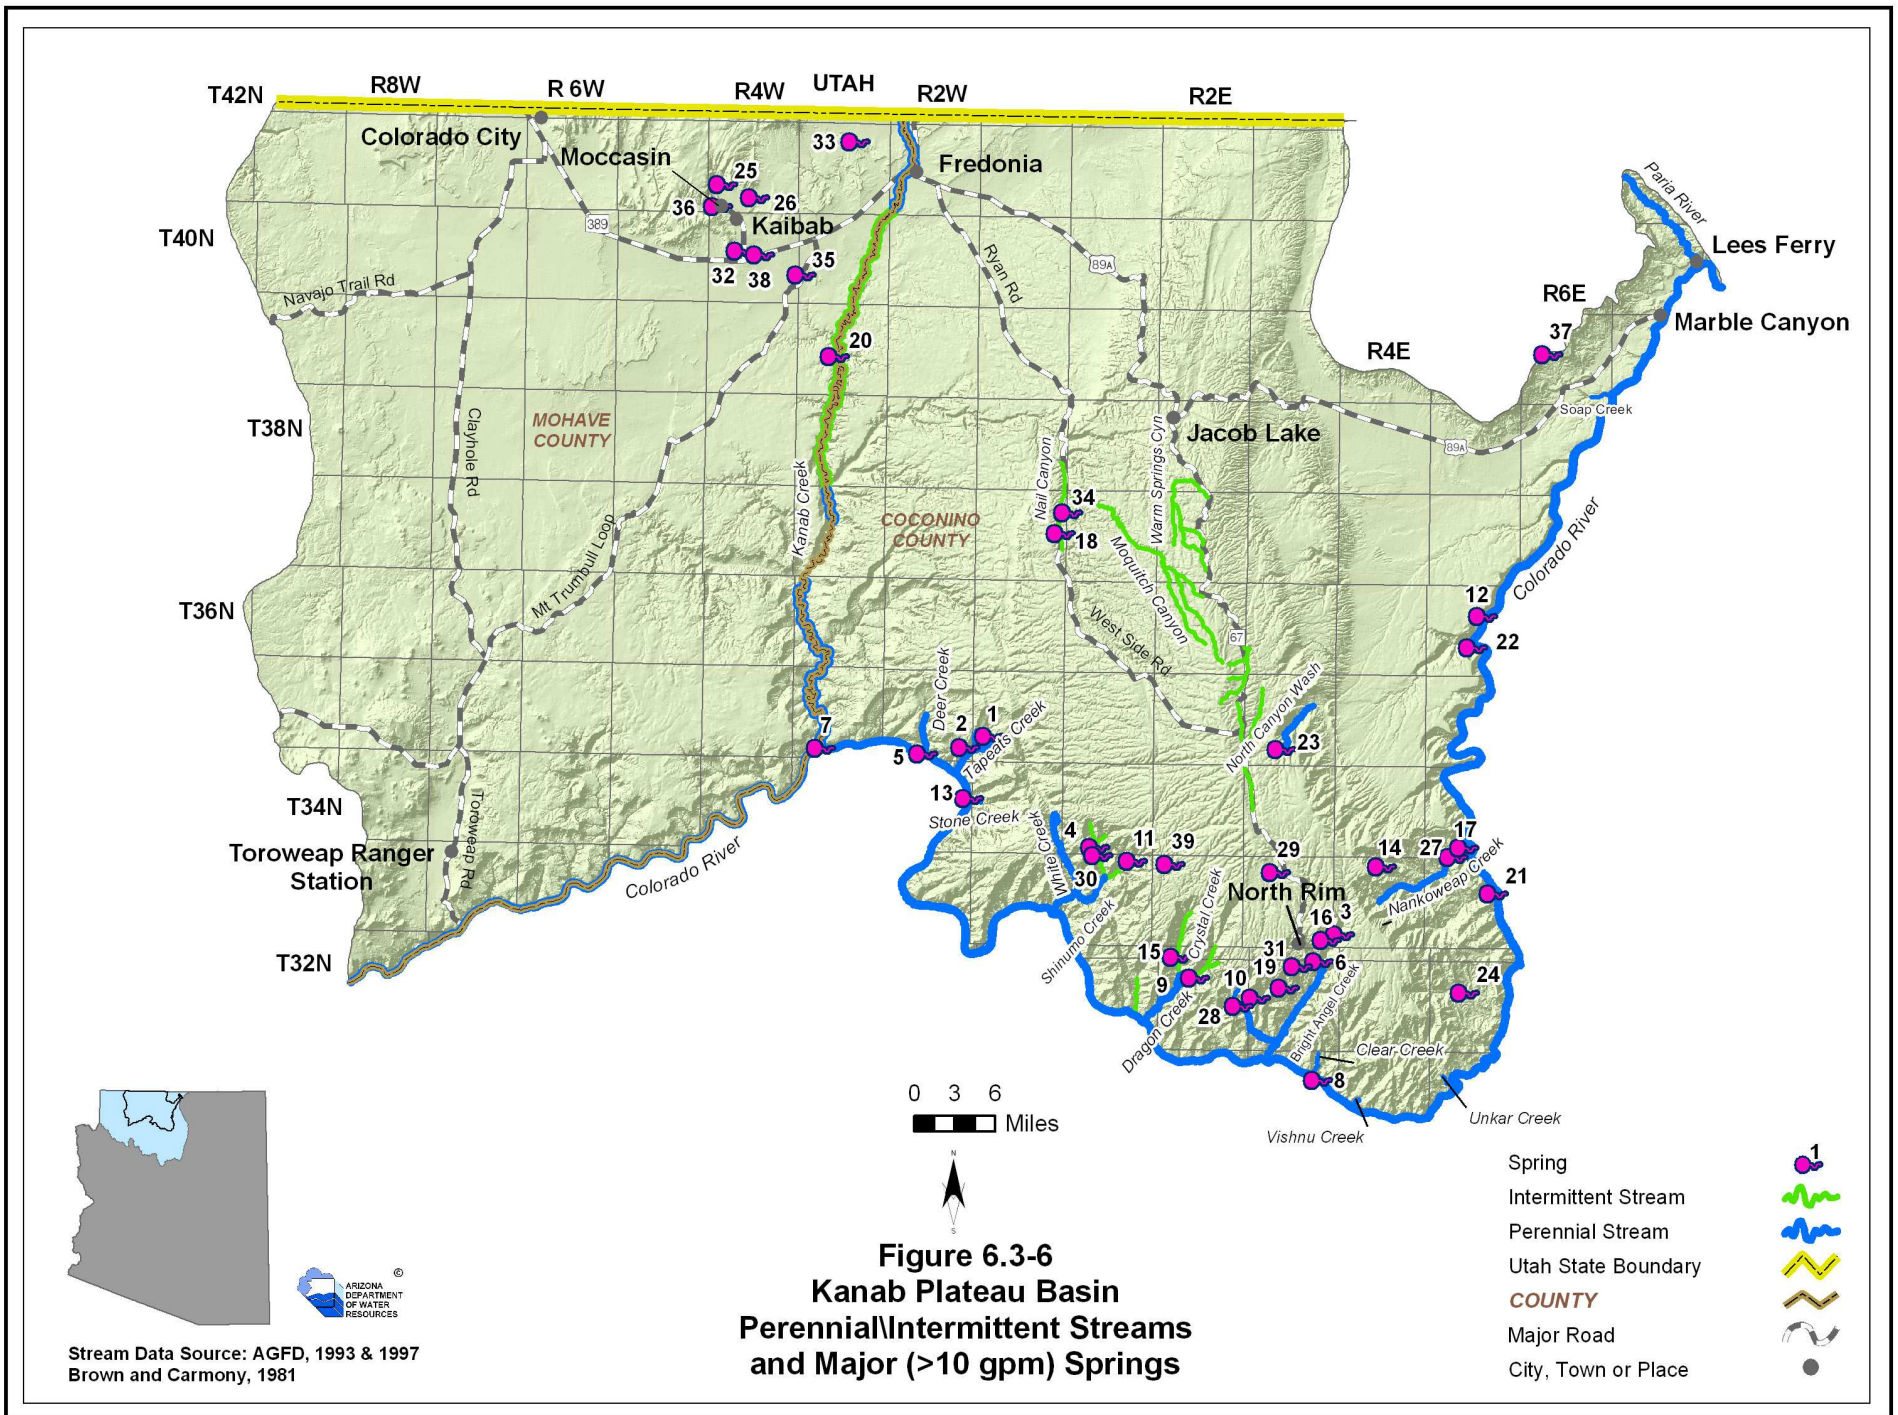 R8W
R 6W
R4W
UTAH
R2W
R2E
T42N
Colorado City
Moccasin
33
Fredonia
25
26
36
Kaibab
389
Paria River
T40N
Lees Ferry
35
32
38
Navajo Trail Rd
Ryan Rd
89A
R6E
Marble Canyon
37
20
R4E
Soap Creek
T38N
MOHAVE
COUNTY
Clayhole Rd
Jacob Lake
89A
Warm Springs Cyn
Nail Canyon
Kanab Creek
34
18
COCONINO
COUNTY
Moquitch Canyon
Colorado River
Mt Trumbull Loop
T36N
12
22
West Side Rd
67
Deer Creek
North Canyon Wash
7
5
2
1
Tapeats Creek
23
13
Stone Creek
T34N
Toroweap Rd
Toroweap Ranger
Station
Colorado River
White Creek
4
30
11
39
29
14
27
17
Nankoweap Creek
21
North Rim
Crystal Creek
Shinumo Creek
16
3
31
15
9
19
6
10
28
24
T32N
Dragon Creek
Bright Angel Creek
Clear Creek
8
Vishnu Creek
Unkar Creek
0 3 6
Miles
N
S
Figure 6.3-6
Kanab Plateau Basin
Perennial\Intermittent Streams
and Major (>10 gpm) Springs
Spring
1
Intermittent Stream
Perennial Stream
Utah State Boundary
COUNTY
Major Road
City, Town or Place
©
ARIZONA
DEPARTMENT
OF WATER
RESOURCES
Stream Data Source: AGFD, 1993 & 1997
Brown and Carmony, 1981